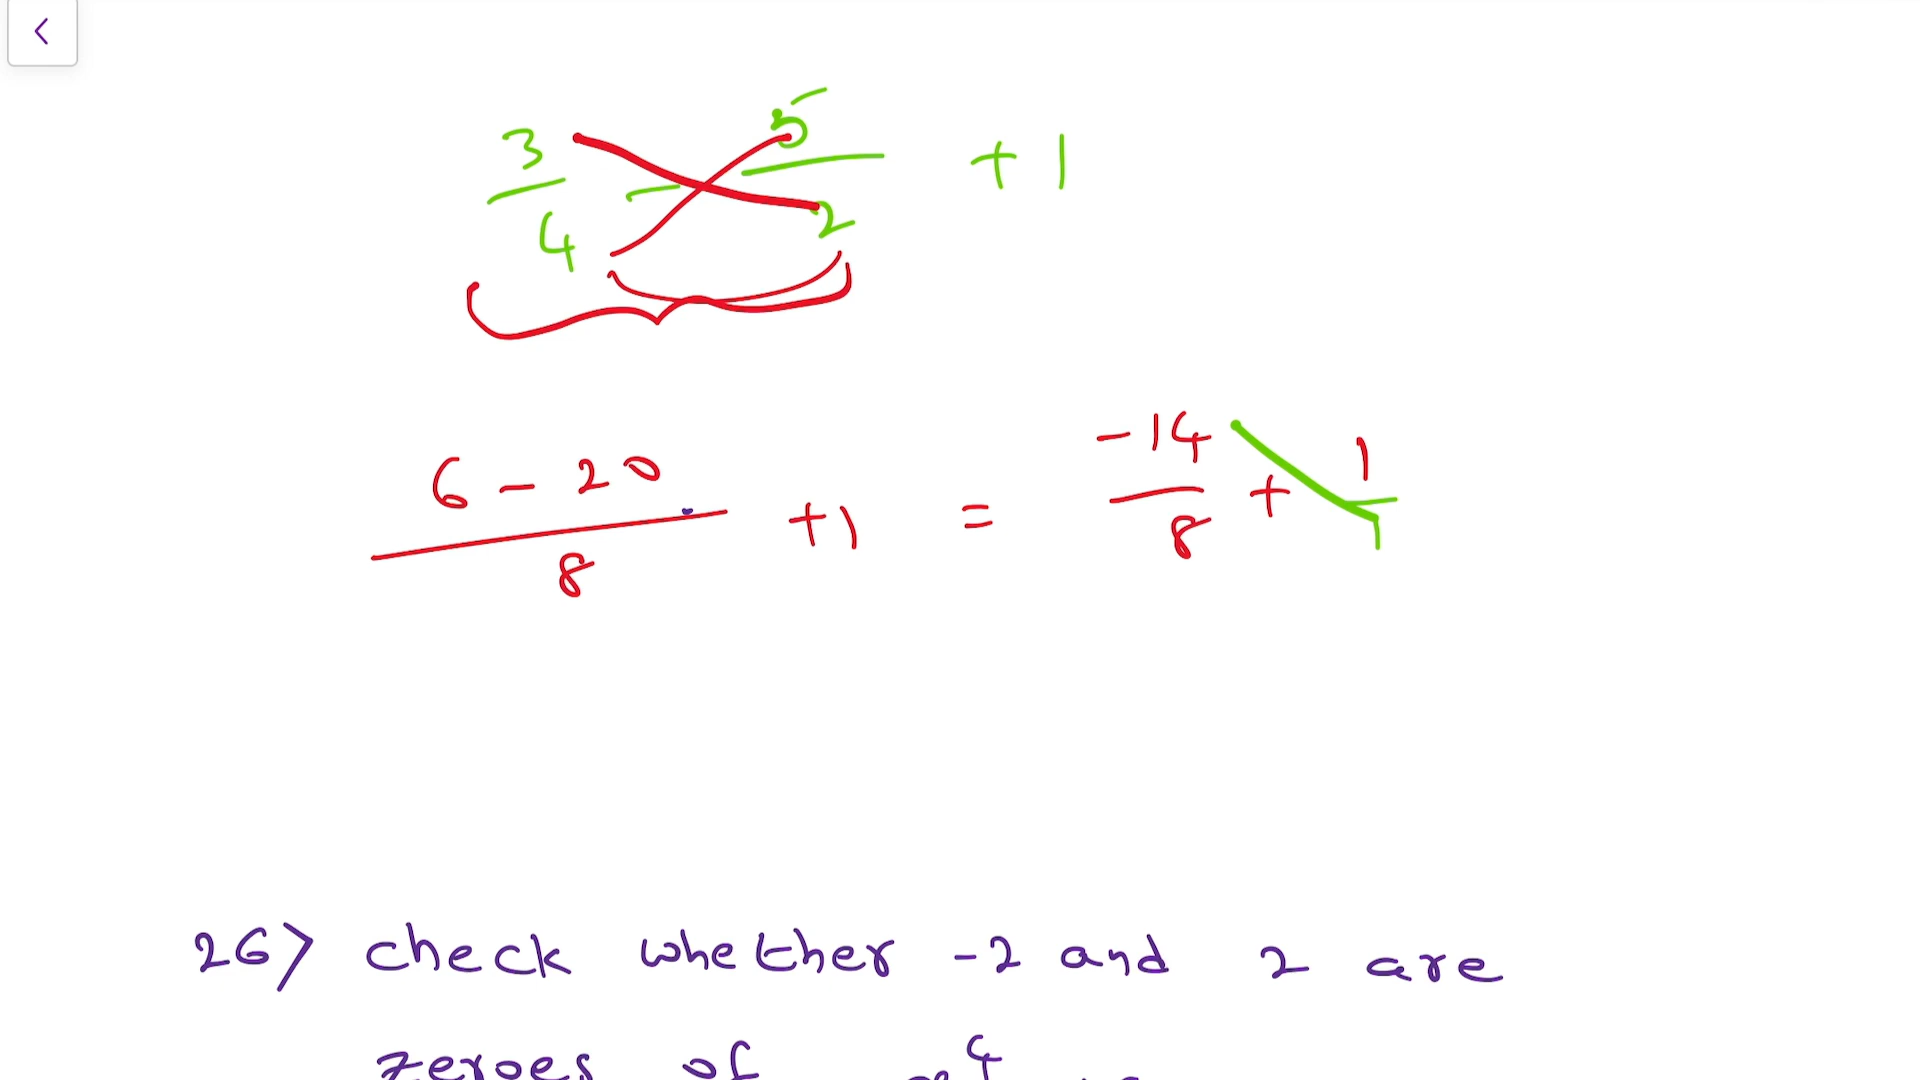 3/4 - 5/2 + 1
6 - 20/8 + 1 = -14/8 + 1/1
26> check whether -2 and 2 are
zeroes of